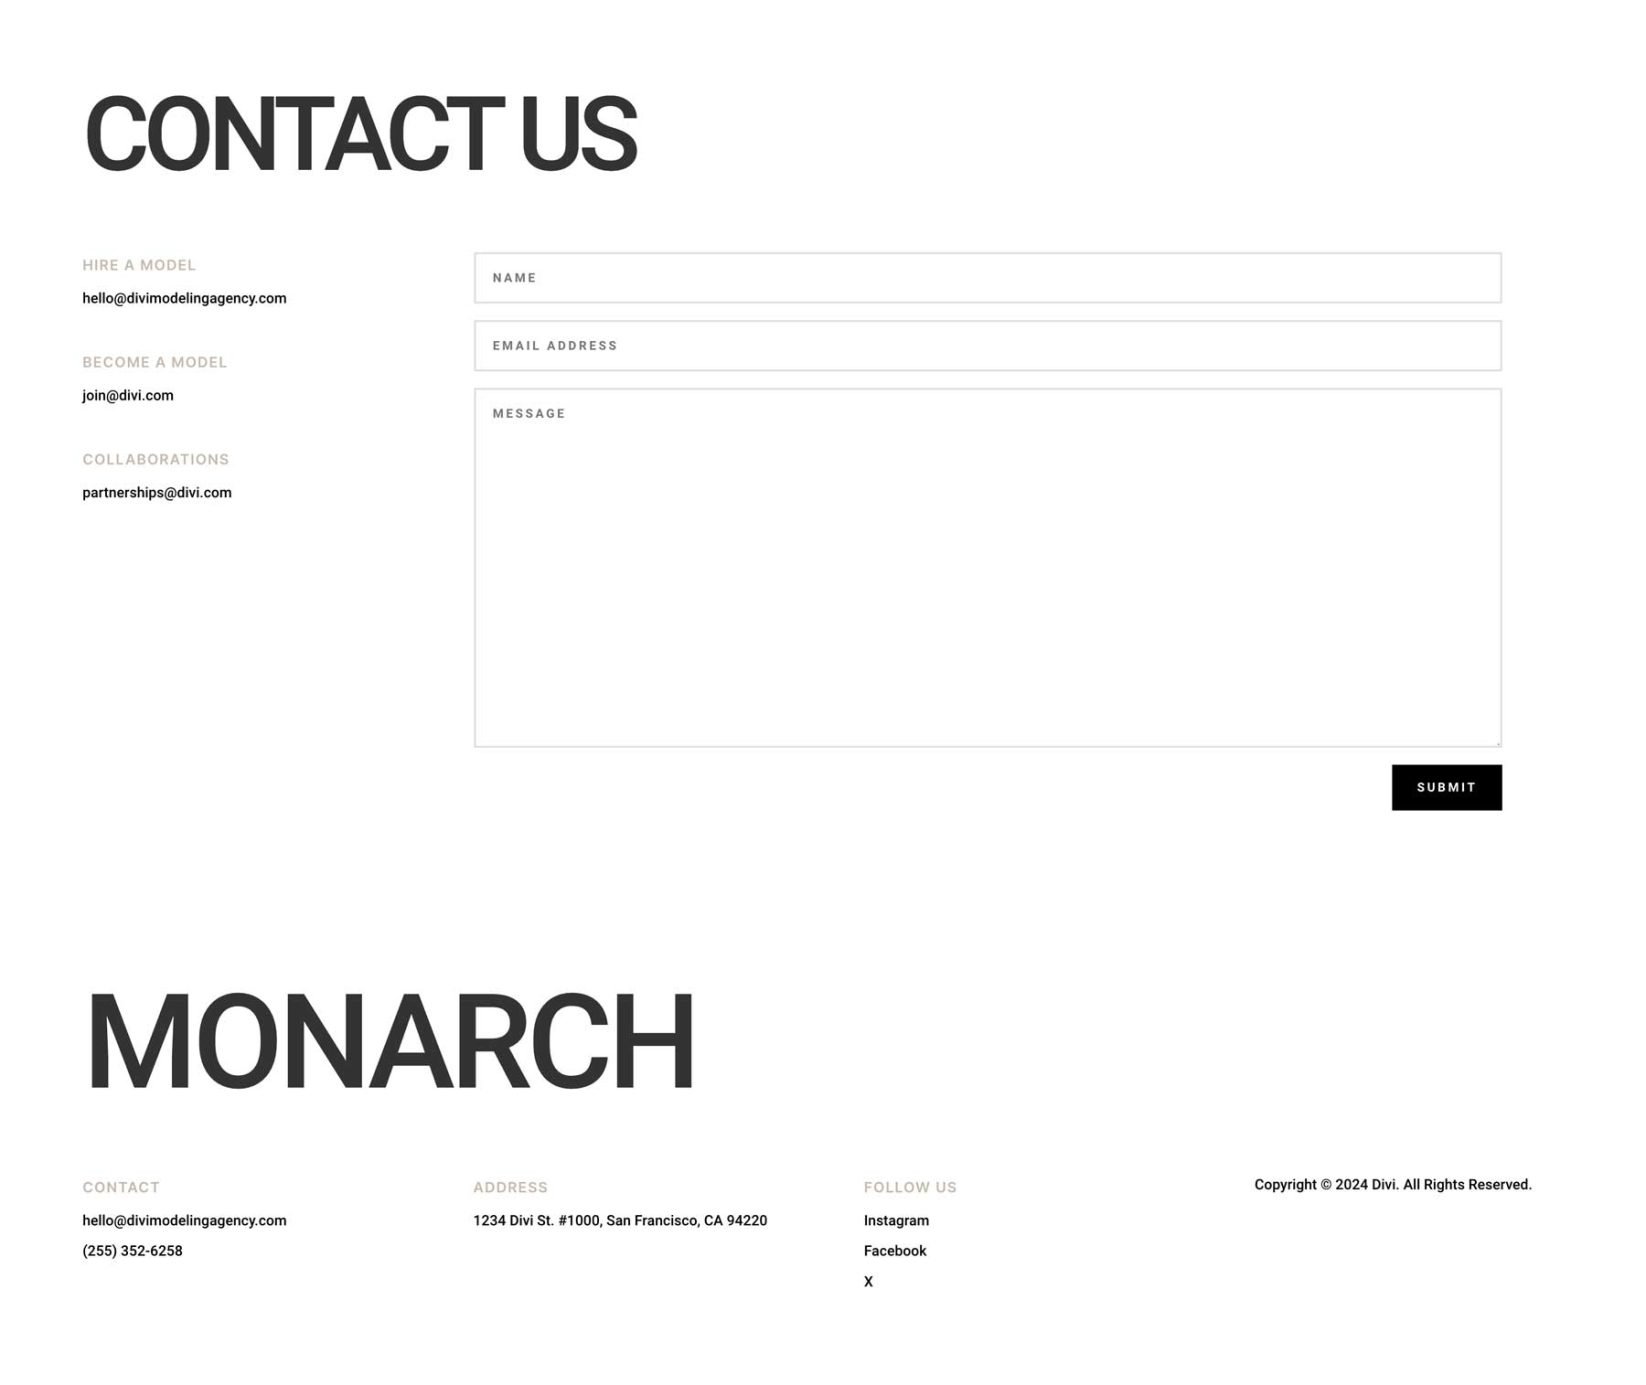 CONTACT US
HIRE A MODEL
hello@divimodelingagency.com
BECOME A MODEL
join@divi.com
COLLABORATIONS
partnerships@divi.com
NAME
EMAIL ADDRESS
MESSAGE
SUBMIT
MONARCH
CONTACT
hello@divimodelingagency.com
(255) 352-6258
ADDRESS
1234 Divi St. #1000, San Francisco, CA 94220
FOLLOW US
Instagram
Facebook
X
Copyright © 2024 Divi. All Rights Reserved.